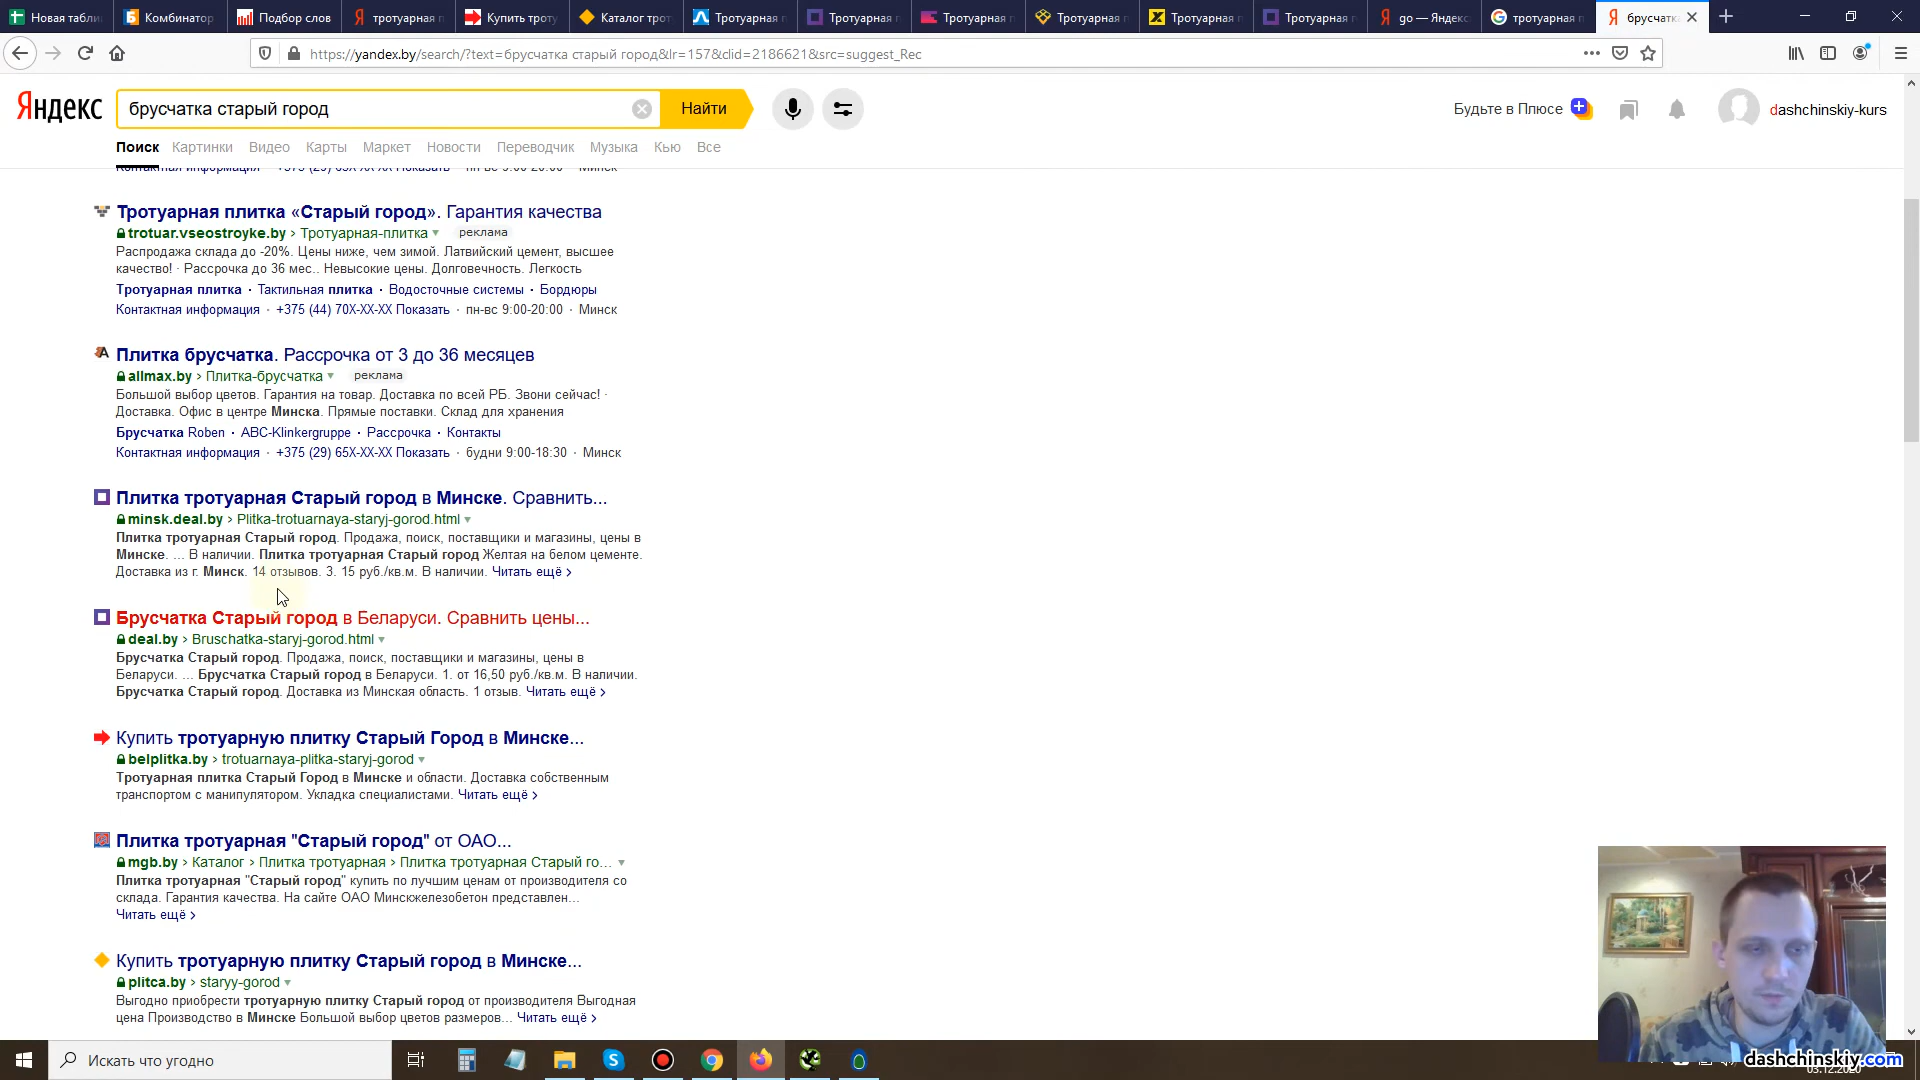 Новая табли
Комбинатор
Подбор слов
тротуарная п
Купить троту
Каталог трот
Тротуарная п
Тротуарная п
Тротуарная п
Тротуарная п
Тротуарная п
Тротуарная п
go — Яндекс
тротуарная п
брусчатк
https://yandex.by/search/?text=брусчатка старый город&lr=157&clid=2186621&src=suggest_Rec
Яндекс
брусчатка старый город
Найти
Будьте в Плюсе
dashchinskiy-kurs
Поиск Картинки Видео Карты Маркет Новости Переводчик Музыка Кью Все
Контактная информация · +375 (29) 65X-XX-XX Показать · пн-вс 9:00-20:00 · Минск
Тротуарная плитка «Старый город». Гарантия качества
trotuar.vseostroyke.by › Тротуарная-плитка реклама
Распродажа склада до -20%. Цены ниже, чем зимой. Латвийский цемент, высшее
качество! · Рассрочка до 36 мес.. Невысокие цены. Долговечность. Легкость
Тротуарная плитка · Тактильная плитка · Водосточные системы · Бордюры
Контактная информация · +375 (44) 70X-XX-XX Показать · пн-вс 9:00-20:00 · Минск
Плитка брусчатка. Рассрочка от 3 до 36 месяцев
allmax.by › Плитка-брусчатка реклама
Большой выбор цветов. Гарантия на товар. Доставка по всей РБ. Звони сейчас! ·
Доставка. Офис в центре Минска. Прямые поставки. Склад для хранения
Брусчатка Roben · ABC-Klinkergruppe · Рассрочка · Контакты
Контактная информация · +375 (29) 65X-XX-XX Показать · будни 9:00-18:30 · Минск
Плитка тротуарная Старый город в Минске. Сравнить...
minsk.deal.by › Plitka-trotuarnaya-staryj-gorod.html
Плитка тротуарная Старый город. Продажа, поиск, поставщики и магазины, цены в
Минске. ... В наличии. Плитка тротуарная Старый город Желтая на белом цементе.
Доставка из г. Минск. 14 отзывов. 3. 15 руб./кв.м. В наличии. Читать ещё ›
Брусчатка Старый город в Беларуси. Сравнить цены...
deal.by › Bruschatka-staryj-gorod.html
Брусчатка Старый город. Продажа, поиск, поставщики и магазины, цены в
Беларуси. ... Брусчатка Старый город в Беларуси. 1. от 16,50 руб./кв.м. В наличии.
Брусчатка Старый город. Доставка из Минская область. 1 отзыв. Читать ещё ›
Купить тротуарную плитку Старый Город в Минске...
belplitka.by › trotuarnaya-plitka-staryj-gorod
Тротуарная плитка Старый Город в Минске и области. Доставка собственным
транспортом с манипулятором. Укладка специалистами. Читать ещё ›
Плитка тротуарная "Старый город" от ОАО...
mgb.by › Каталог › Плитка тротуарная › Плитка тротуарная Старый го...
Плитка тротуарная "Старый город" купить по лучшим ценам от производителя со
склада. Гарантия качества. На сайте ОАО Минскжелезобетон представлен...
Читать ещё ›
Купить тротуарную плитку Старый город в Минске...
plitca.by › staryy-gorod
Выгодно приобрести тротуарную плитку Старый город от производителя Выгодная
цена Производство в Минске Большой выбор цветов размеров... Читать ещё ›
Искать что угодно
dashchinskiy.com
03.12.2020